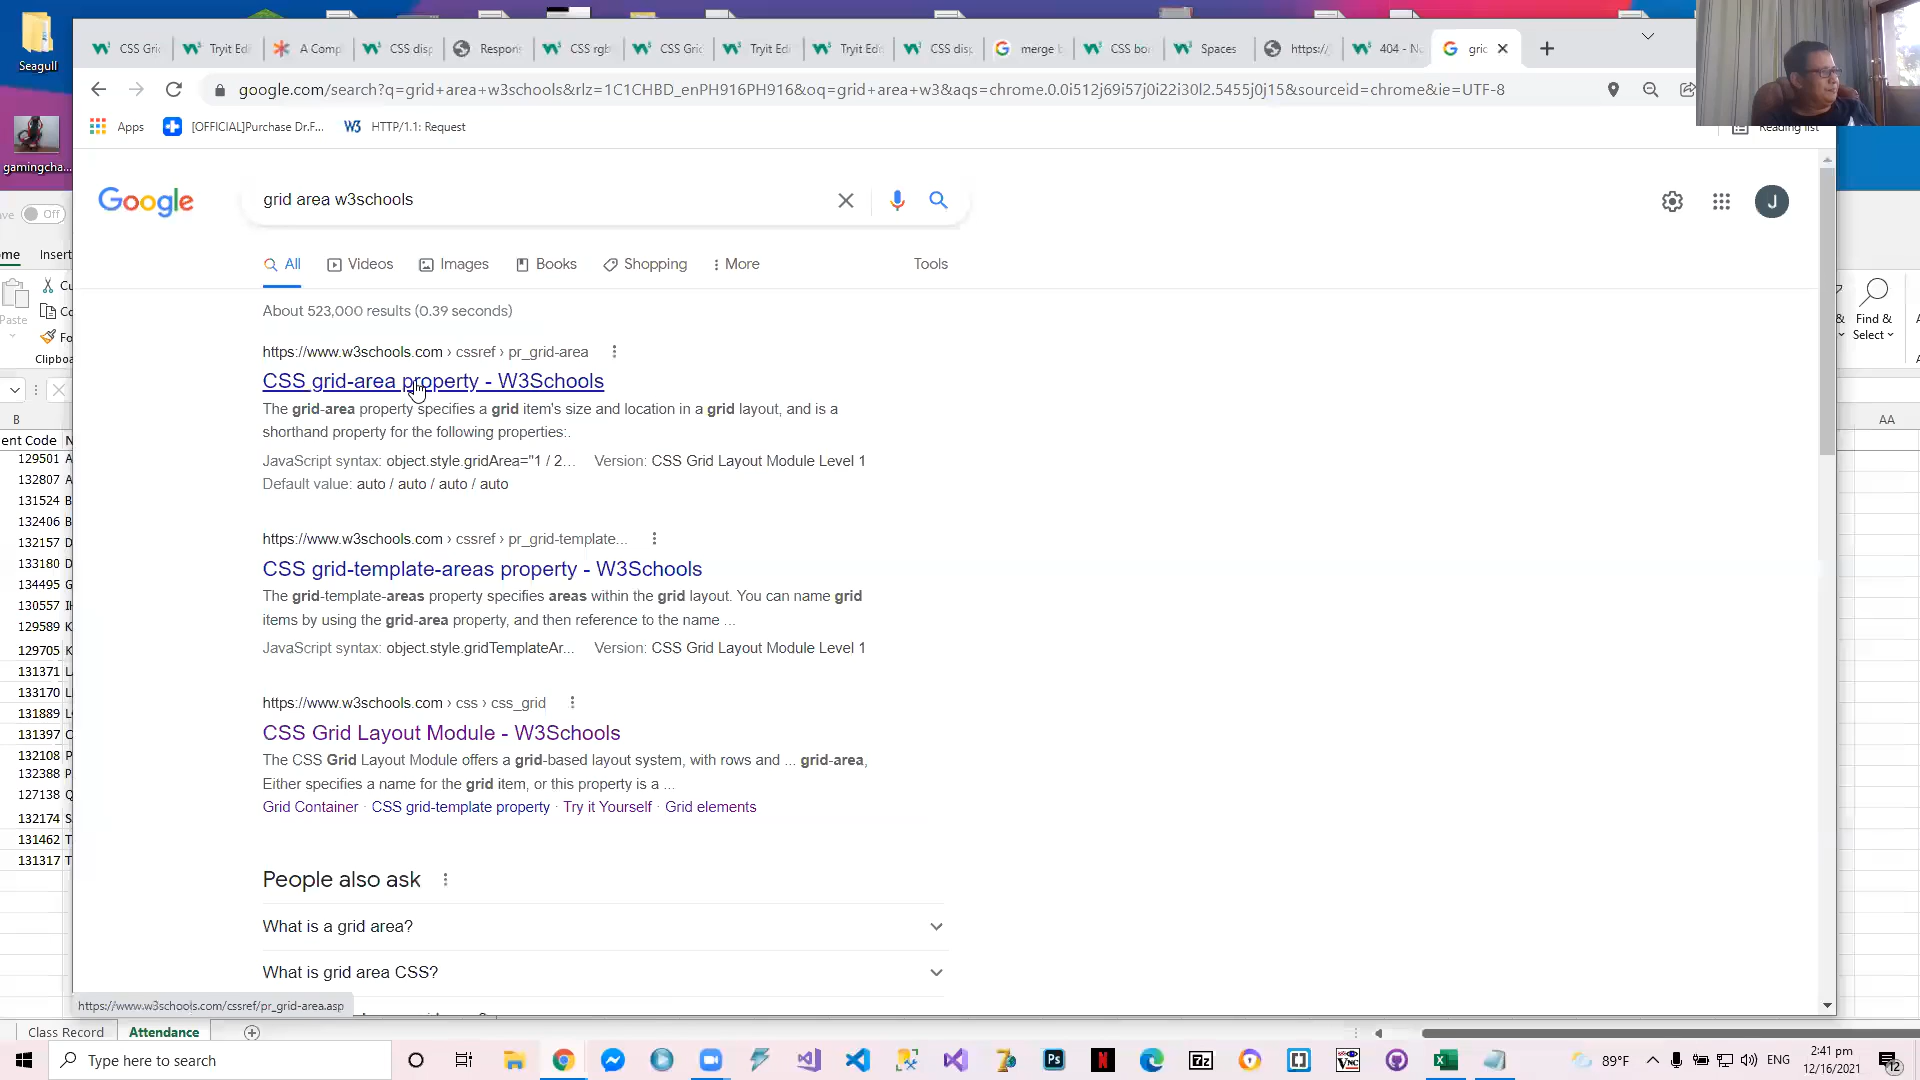 Seagull
CSS Gri
Tryit Edi
A Comp
CSS disp
Respon
CSS rgb
CSS Gric
Tryit Edi
Tryit Edi
CSS disp
merge b
CSS bor
Spaces
https://
404 - N
gric
google.com/search?q=grid+area+w3schools&rlz=1C1CHBD_enPH916PH916&oq=grid+area+w3&aqs=chrome.0.0i512j69i57j0i22i30l2.5455j0j15&sourceid=chrome&ie=UTF-8
Apps
[OFFICIAL]Purchase Dr.F...
HTTP/1.1: Request
Reading list
gamingcha...
Google
grid area w3schools
J
Off
Insert
All
Videos
Images
Books
Shopping
More
Tools
About 523,000 results (0.39 seconds)
https://www.w3schools.com › cssref › pr_grid-area
CSS grid-area property - W3Schools
The grid-area property specifies a grid item's size and location in a grid layout, and is a
shorthand property for the following properties:.
JavaScript syntax: object.style.gridArea="1 / 2... Version: CSS Grid Layout Module Level 1
Default value: auto / auto / auto / auto
https://www.w3schools.com › cssref › pr_grid-template...
CSS grid-template-areas property - W3Schools
The grid-template-areas property specifies areas within the grid layout. You can name grid
items by using the grid-area property, and then reference to the name ...
JavaScript syntax: object.style.gridTemplateAr... Version: CSS Grid Layout Module Level 1
https://www.w3schools.com › css › css_grid
CSS Grid Layout Module - W3Schools
The CSS Grid Layout Module offers a grid-based layout system, with rows and ... grid-area,
Either specifies a name for the grid item, or this property is a ...
Grid Container · CSS grid-template property · Try it Yourself · Grid elements
People also ask
What is a grid area?
What is grid area CSS?
https://www.w3schools.com/cssref/pr_grid-area.asp
Paste
Clipboa
B
ent Code N
129501 A
132807 A
131524 B
132406 B
132157 D
133180 D
134495 G
130557 IH
129589 K
129705 K
131371 L
133170 L
131889 L
131397 C
132108 P
132388 P
127138 Q
132174 S
131462 T
131317 T
Find &
Select
AA
Class Record
Attendance
Type here to search
89°F
ENG
2:41 pm
12/16/2021
12